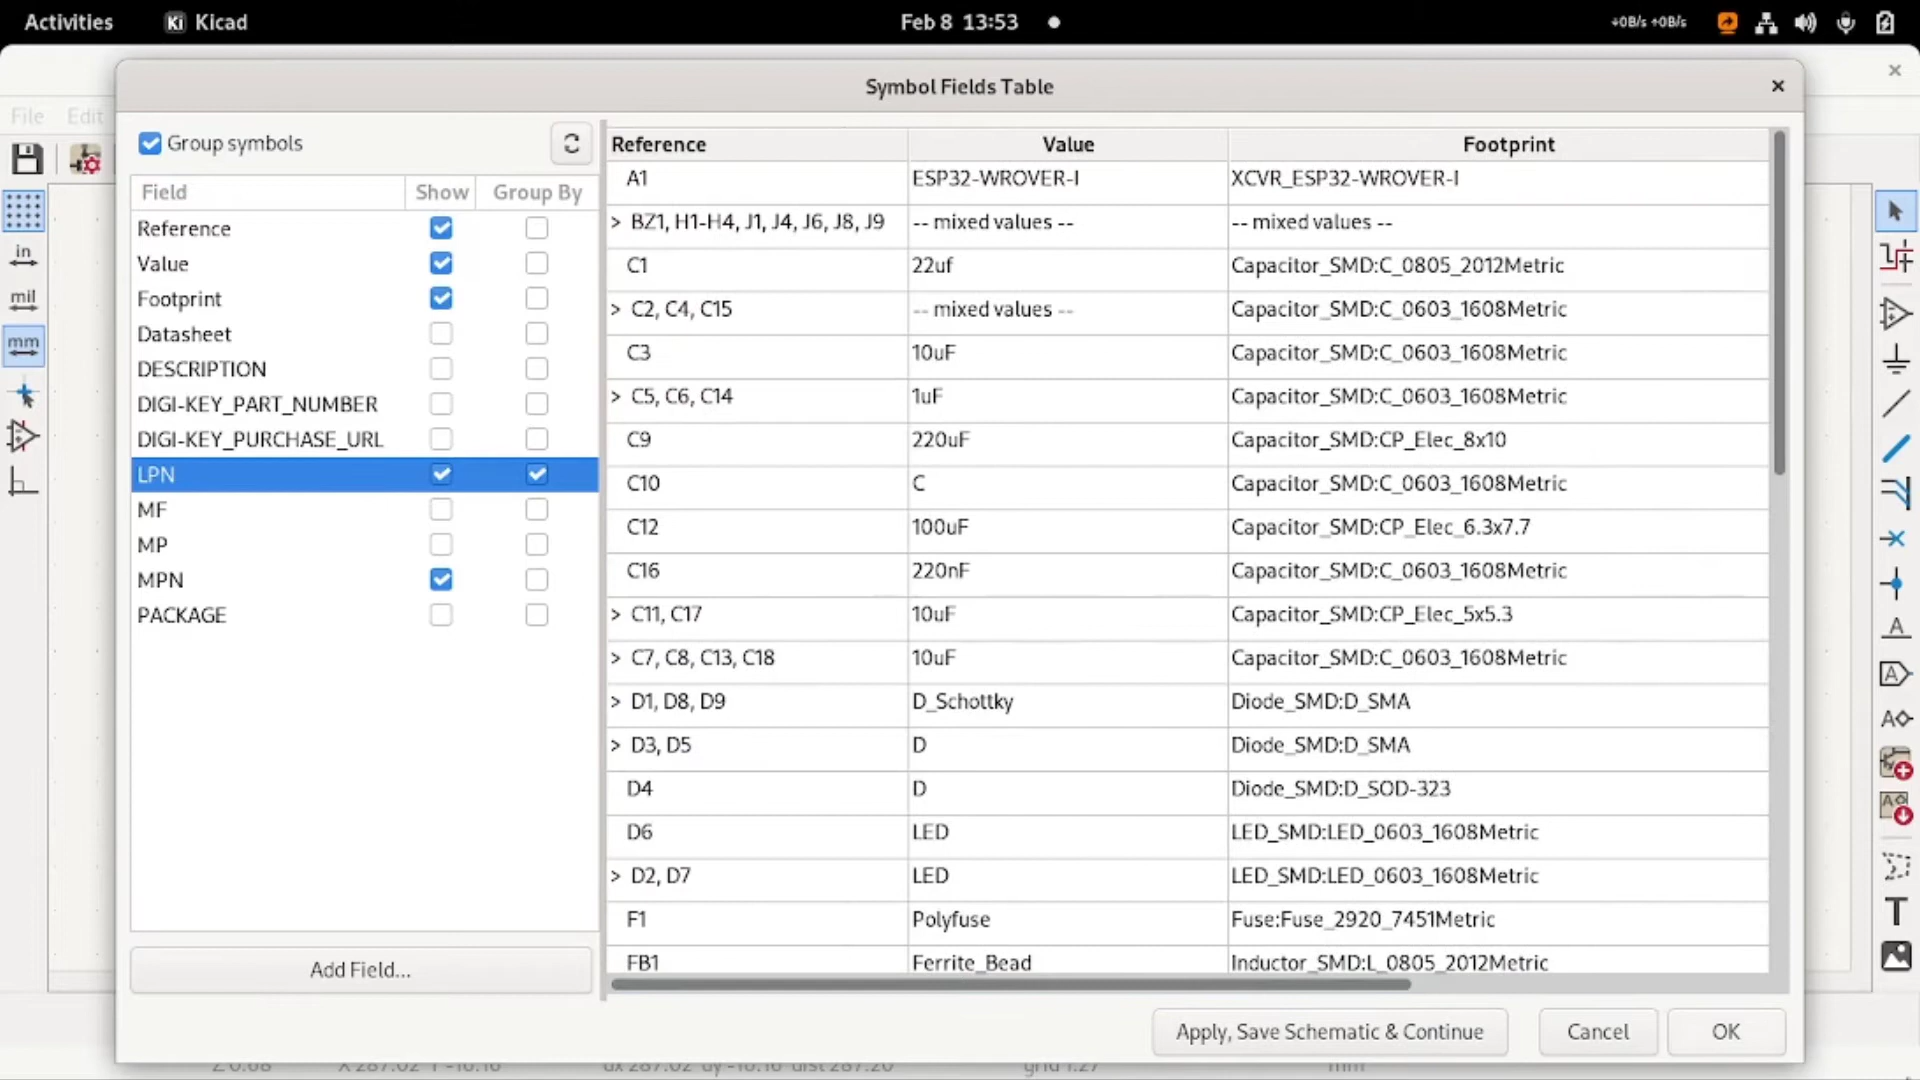 Activities Kicad Feb 8 13:53 ↓0B/s ↑0B/s
Symbol Fields Table
File Edit
Group symbols
Field Show Group By
Reference
Value
Footprint
Datasheet
DESCRIPTION
DIGI-KEY_PART_NUMBER
DIGI-KEY_PURCHASE_URL
LPN
MF
MP
MPN
PACKAGE
Add Field...
in
mil
mm
Reference Value Footprint
A1 ESP32-WROVER-I XCVR_ESP32-WROVER-I
> BZ1, H1-H4, J1, J4, J6, J8, J9 -- mixed values -- -- mixed values --
C1 22uf Capacitor_SMD:C_0805_2012Metric
> C2, C4, C15 -- mixed values -- Capacitor_SMD:C_0603_1608Metric
C3 10uF Capacitor_SMD:C_0603_1608Metric
> C5, C6, C14 1uF Capacitor_SMD:C_0603_1608Metric
C9 220uF Capacitor_SMD:CP_Elec_8x10
C10 C Capacitor_SMD:C_0603_1608Metric
C12 100uF Capacitor_SMD:CP_Elec_6.3x7.7
C16 220nF Capacitor_SMD:C_0603_1608Metric
> C11, C17 10uF Capacitor_SMD:CP_Elec_5x5.3
> C7, C8, C13, C18 10uF Capacitor_SMD:C_0603_1608Metric
> D1, D8, D9 D_Schottky Diode_SMD:D_SMA
> D3, D5 D Diode_SMD:D_SMA
D4 D Diode_SMD:D_SOD-323
D6 LED LED_SMD:LED_0603_1608Metric
> D2, D7 LED LED_SMD:LED_0603_1608Metric
F1 Polyfuse Fuse:Fuse_2920_7451Metric
FB1 Ferrite_Bead Inductor_SMD:L_0805_2012Metric
Apply, Save Schematic & Continue Cancel OK
A
A
A
T